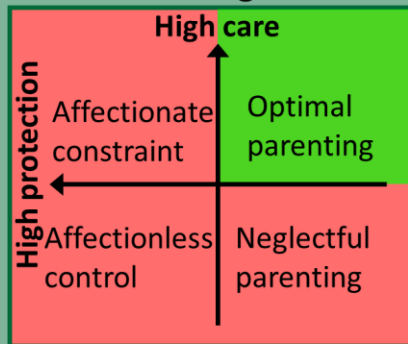 High care
High protection
Affectionate
constraint
Optimal
parenting
Affectionless
control
Neglectful
parenting